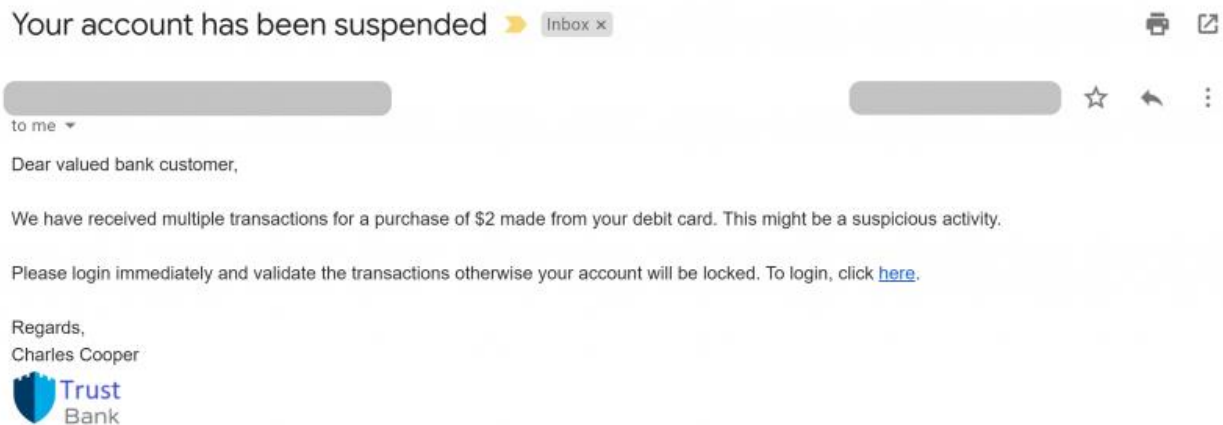 Your account has been suspended
Inbox ×
to me
Dear valued bank customer,
We have received multiple transactions for a purchase of $2 made from your debit card. This might be a suspicious activity.
Please login immediately and validate the transactions otherwise your account will be locked. To login, click here.
Regards,
Charles Cooper
Trust
Bank